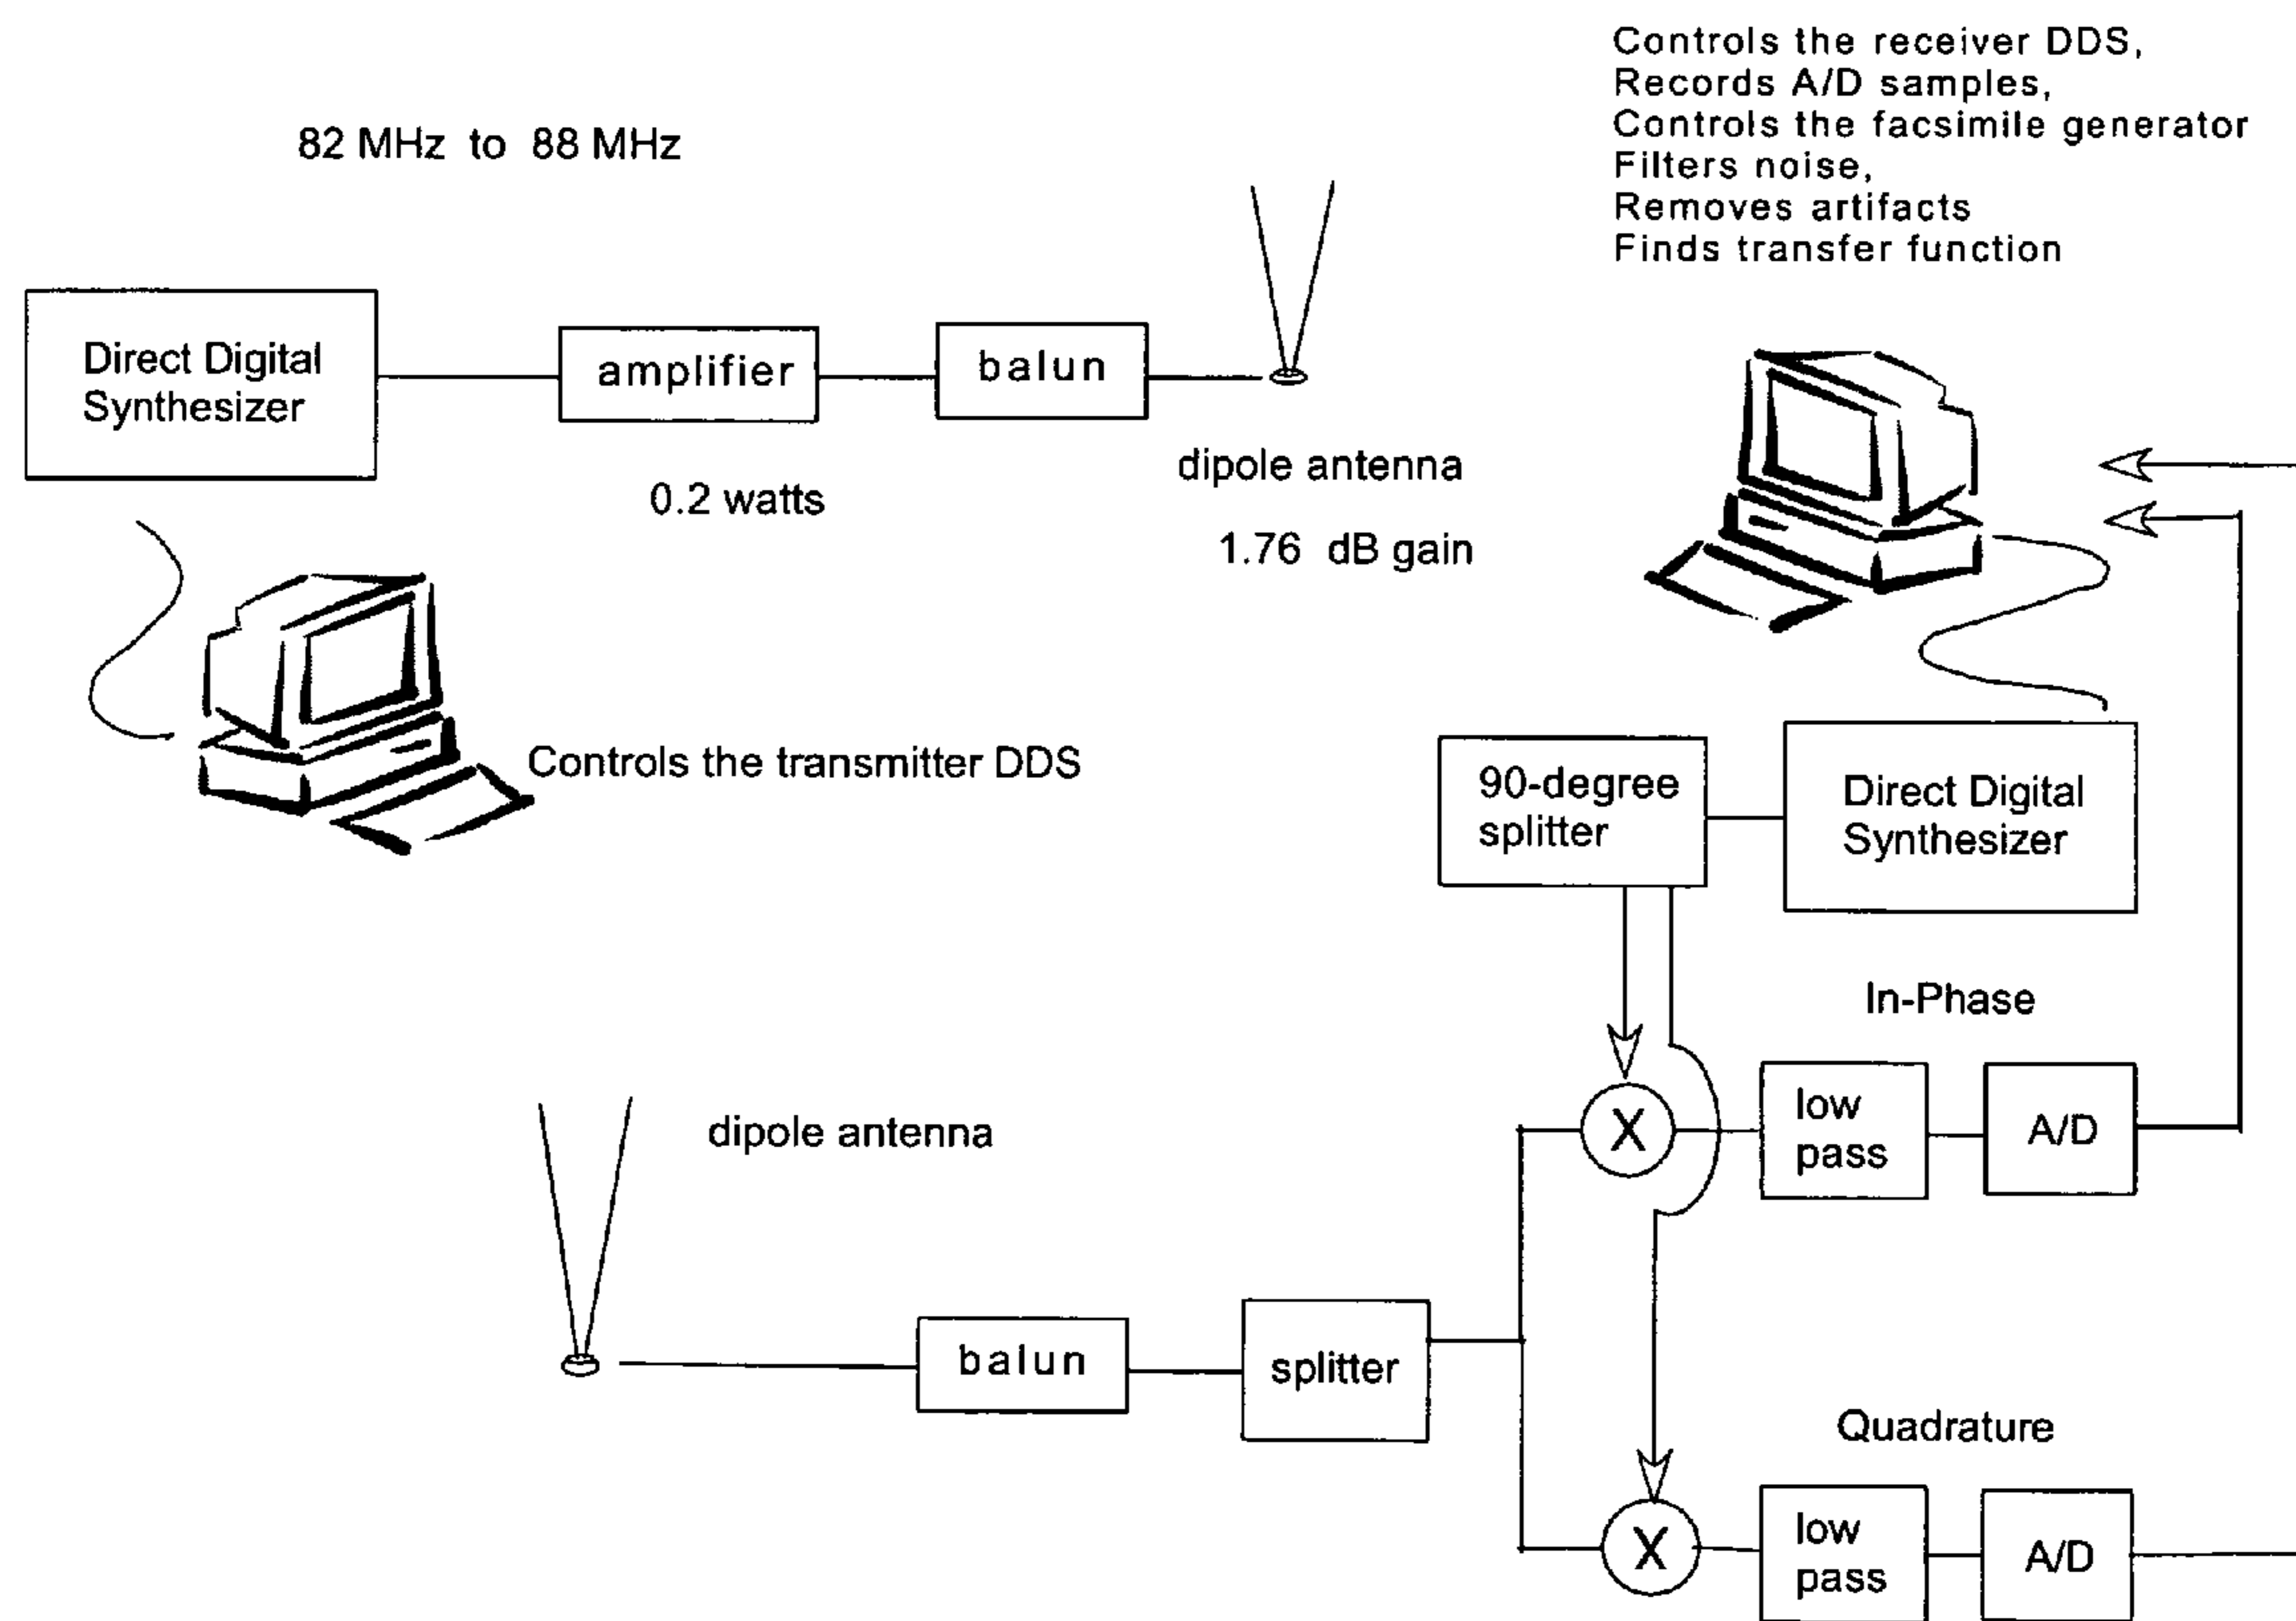 Controls the receiver DDS,
Records A/D samples,
Controls the facsimile generator
Filters noise,
Removes artifacts
Finds transfer function
82 MHz to 88 MHz
Direct Digital
Synthesizer
amplifier
balun
0.2 watts
dipole antenna
1.76 dB gain
Controls the transmitter DDS
90-degree
splitter
Direct Digital
Synthesizer
In-Phase
dipole antenna
X
low
pass
A/D
balun
splitter
Quadrature
X
low
pass
A/D